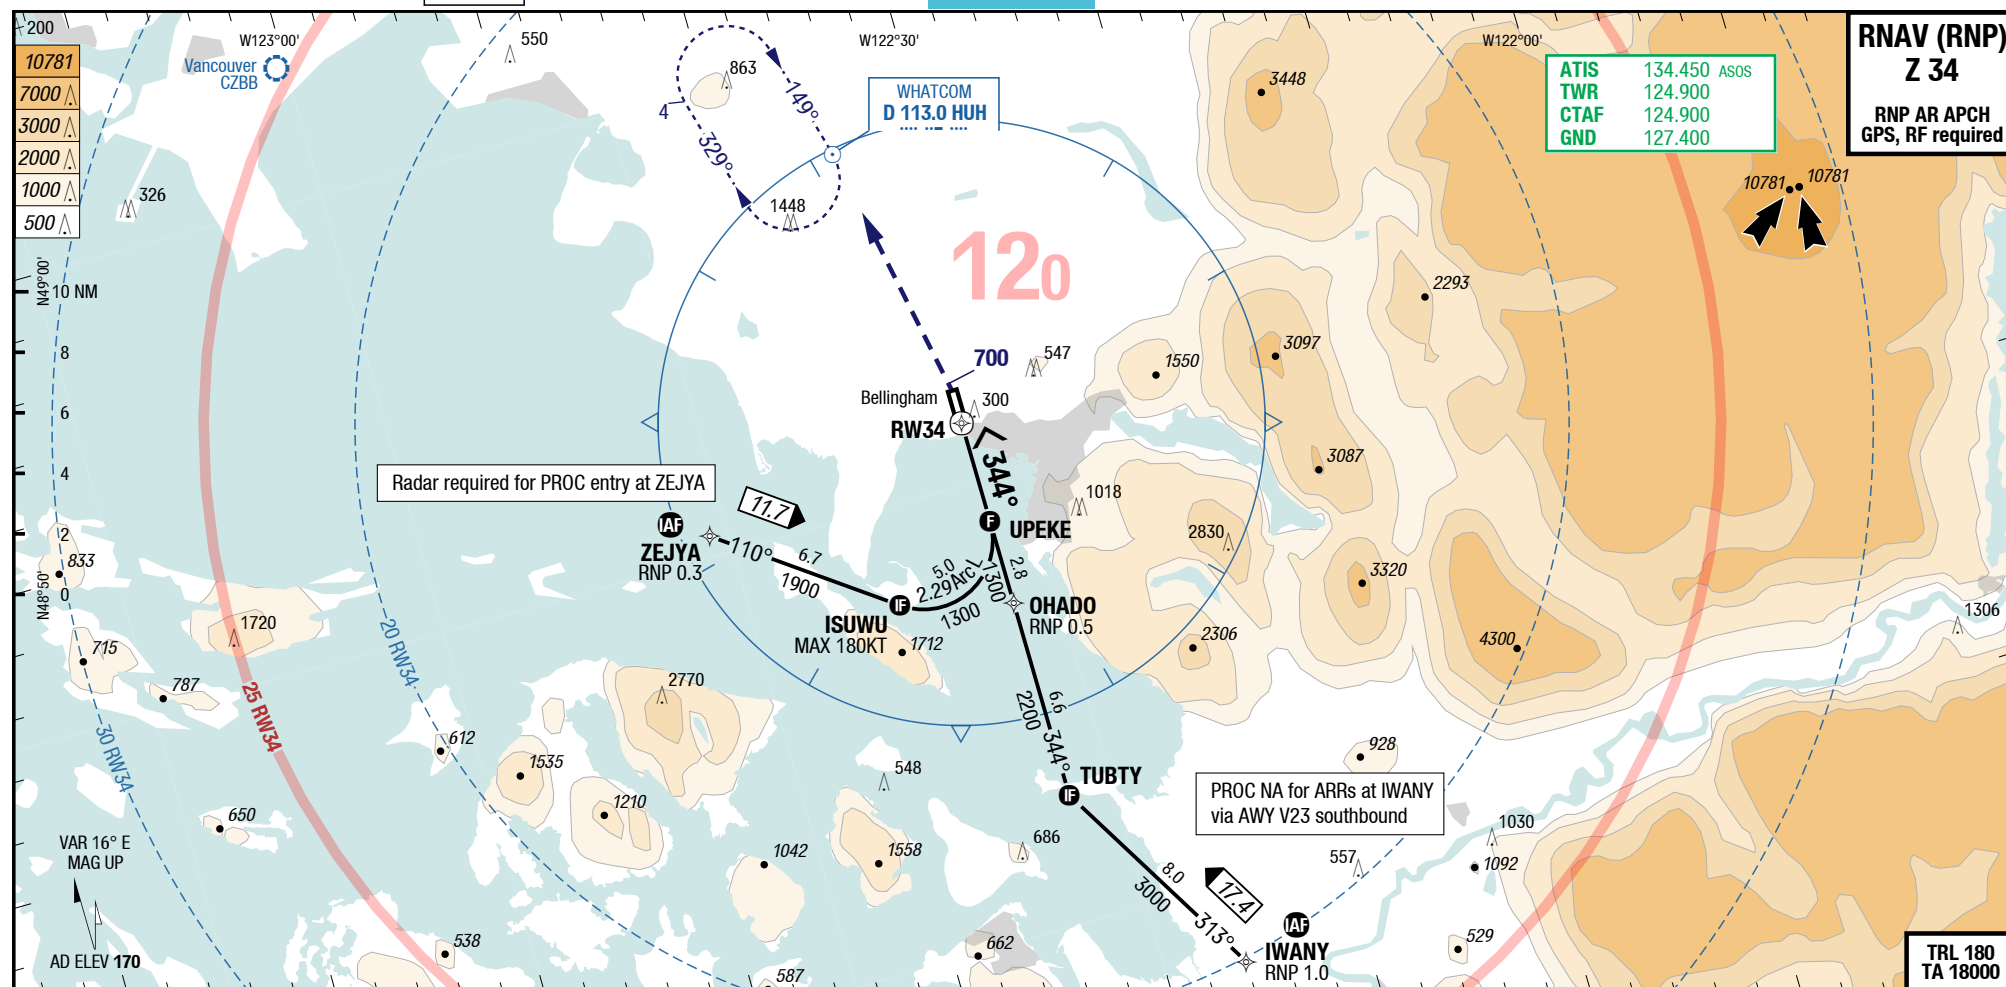 200
10781
7000
3000
2000
1000
500
W123°00'
W122°30'
W122°00'
Vancouver
CZBB
550
863
4
149°
329°
1448
WHATCOM
D 113.0 HUH
3448
ATIS 134.450 ASOS
TWR 124.900
CTAF 124.900
GND 127.400
RNAV (RNP)
Z 34
RNP AR APCH
GPS, RF required
10781
10781
326
120
2293
N49°00'
10 NM
8
6
4
2
0
N48°50'
700
547
3097
1550
Bellingham
300
RW34
344°
3087
Radar required for PROC entry at ZEJYA
11.7
1018
IAF
ZEJYA
RNP 0.3
110°
6.7
1900
F
UPEKE
2830
833
5.0
2.29 Arc L
1300
1300
2.8
3320
IF
ISUWU
MAX 180KT
OHADO
RNP 0.5
1306
1720
715
787
20 RW34
25 RW34
30 RW34
1712
2306
4300
2770
6.6
2200
344°
612
1535
548
928
TUBTY
IF
1210
PROC NA for ARRs at IWANY
via AWY V23 southbound
650
VAR 16° E
MAG UP
1042
1558
686
1030
557
1092
8.0
3000
17.4
313°
IAF
IWANY
RNP 1.0
AD ELEV 170
538
587
662
529
TRL 180
TA 18000